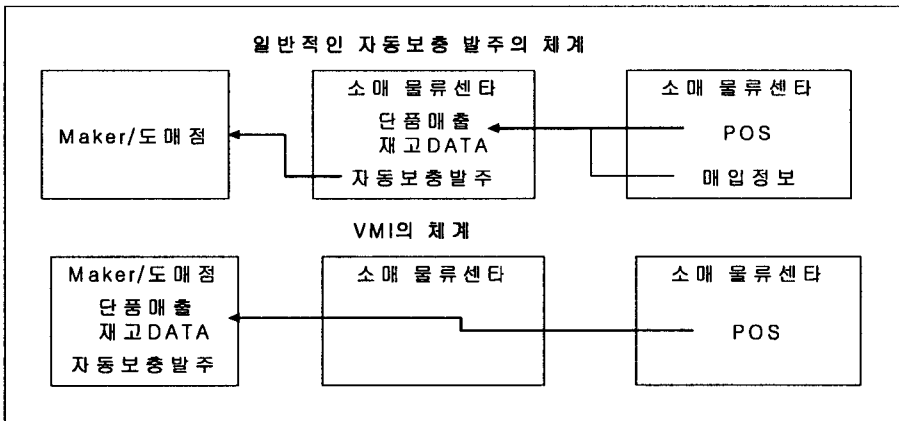 일반적인 자동보충 발주의 체계
Maker/도매점
소매 물류센타
단품매출
재고DATA
자동보충발주
소매 물류센타
POS
매입정보
VMI의 체계
Maker/도매점
단품매출
재고DATA
자동보충발주
소매 물류센타
소매 물류센타
POS